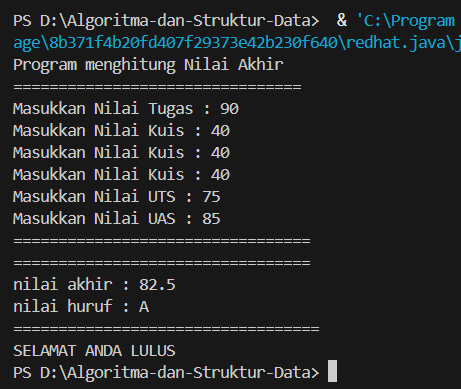 PS D:\Algoritma-dan-Struktur-Data>  & 'C:\Program
age\8b371f4b20fd407f29373e42b230f640\redhat.java\j
Program menghitung Nilai Akhir
================================
Masukkan Nilai Tugas : 90
Masukkan Nilai Kuis : 40
Masukkan Nilai Kuis : 40
Masukkan Nilai Kuis : 40
Masukkan Nilai UTS : 75
Masukkan Nilai UAS : 85
=================================
=================================
nilai akhir : 82.5
nilai huruf : A
==================================
SELAMAT ANDA LULUS
PS D:\Algoritma-dan-Struktur-Data>